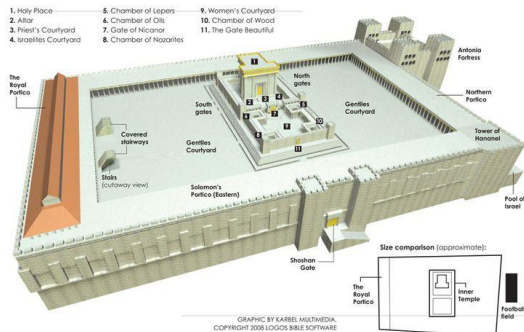 1. Holy Place
2. Altar
3. Priest's Courtyard
4. Israelites Courtyard
5. Chamber of Lepers
6. Chamber of Oils
7. Gate of Nicanor
8. Chamber of Nazarites
9. Women's Courtyard
10. Chamber of Wood
11. The Gate Beautiful
Antonia
Fortress
The
Royal
Portico
North
gates
South
gates
Northern
Portico
Gentiles
Courtyard
Covered
stairways
Gentiles
Courtyard
Tower of
Hananel
Stairs
(cutaway view)
Solomon's
Portico (Eastern)
Pool of
Israel
Shoshan
Gate
1
2
3
4
5
6
7
8
9
10
11
Size comparison (approximate):
The
Royal
Portico
Inner
Temple
Football
field
GRAPHIC BY KARBEL MULTIMEDIA,
COPYRIGHT 2008 LOGOS BIBLE SOFTWARE